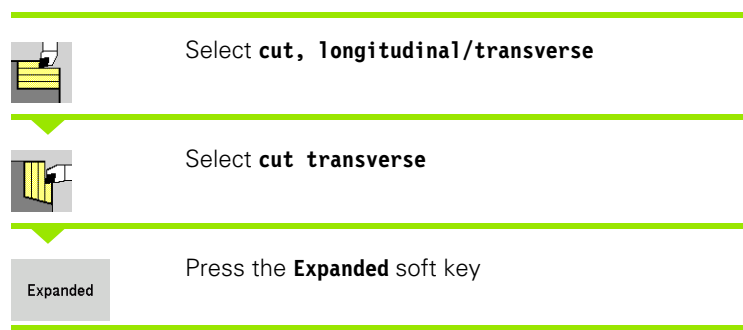 Select cut, longitudinal/transverse
Select cut transverse
Press the Expanded soft key
Expanded